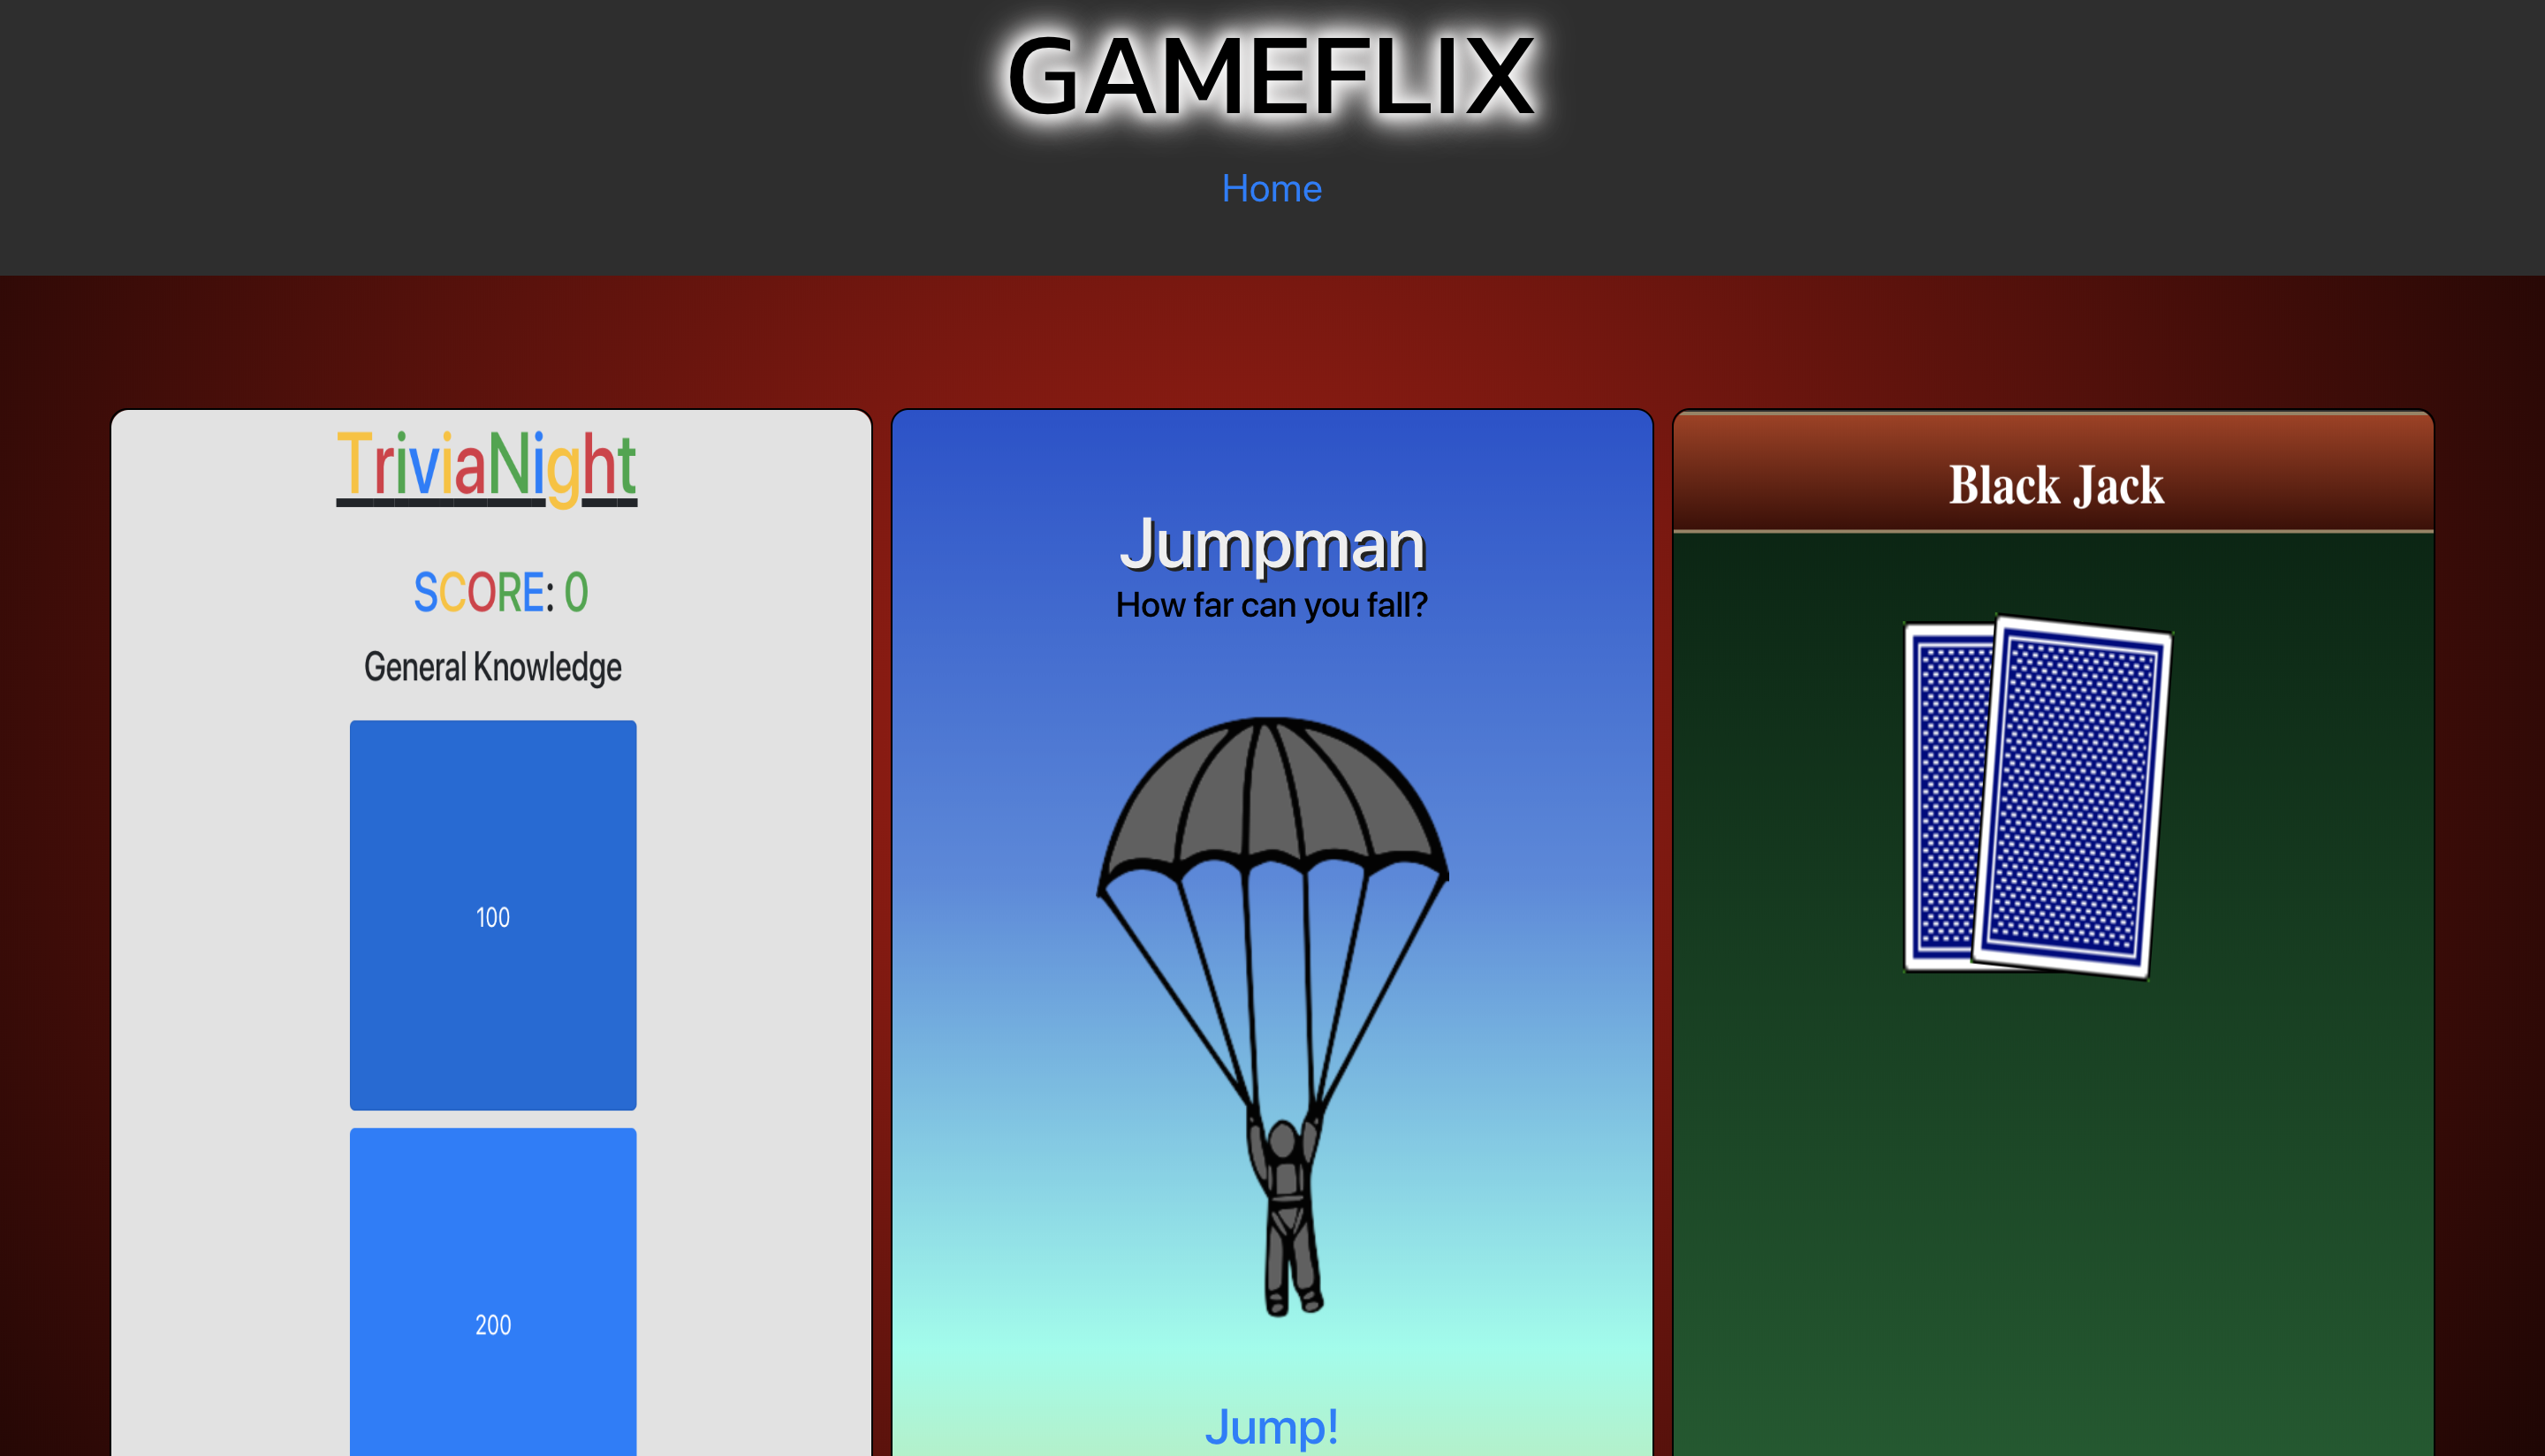 GAMEFLIX
Home
TriviaNight
SCORE: 0
General Knowledge
100
200
Jumpman
How far can you fall?
Jump!
Black Jack